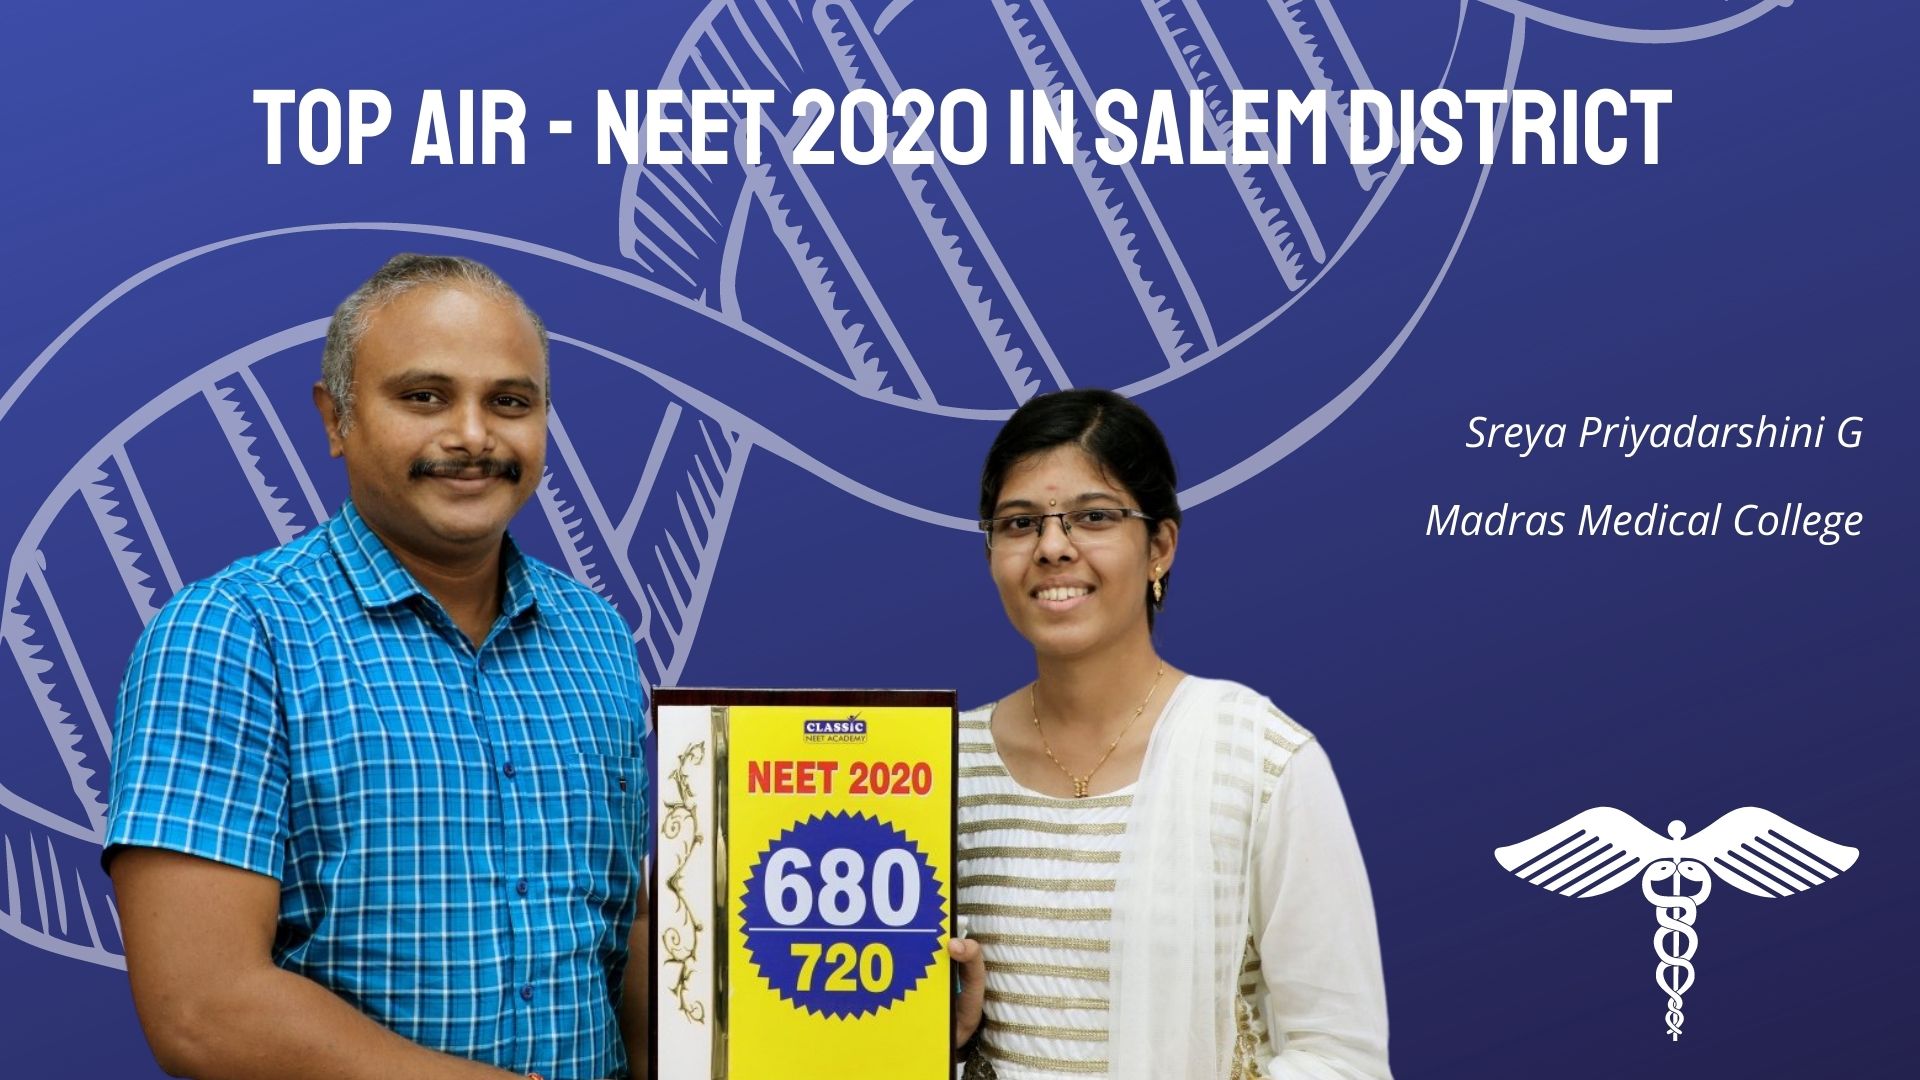 TOP AIR - NEET 2020 IN SALEM DISTRICT
Sreya Priyadarshini G
Madras Medical College
CLASSIC
NEET ACADEMY
NEET 2020
680
720